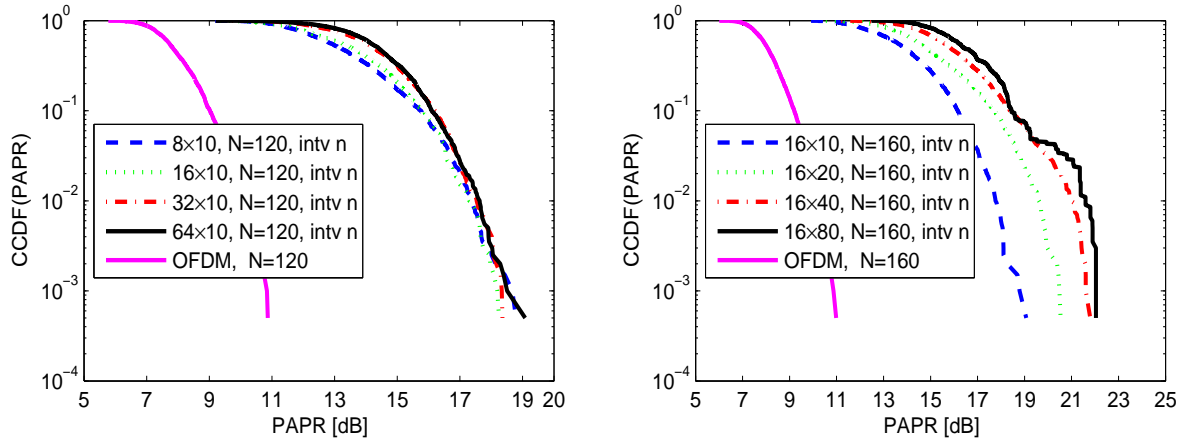 10⁰
10⁻¹
10⁻²
10⁻³
10⁻⁴
CCDF(PAPR)
8×10, N=120, intv n
16×10, N=120, intv n
32×10, N=120, intv n
64×10, N=120, intv n
OFDM, N=120
5 7 9 11 13 15 17 19 20
PAPR [dB]
10⁰
10⁻¹
10⁻²
10⁻³
10⁻⁴
CCDF(PAPR)
16×10, N=160, intv n
16×20, N=160, intv n
16×40, N=160, intv n
16×80, N=160, intv n
OFDM, N=160
5 7 9 11 13 15 17 19 21 23 25
PAPR [dB]